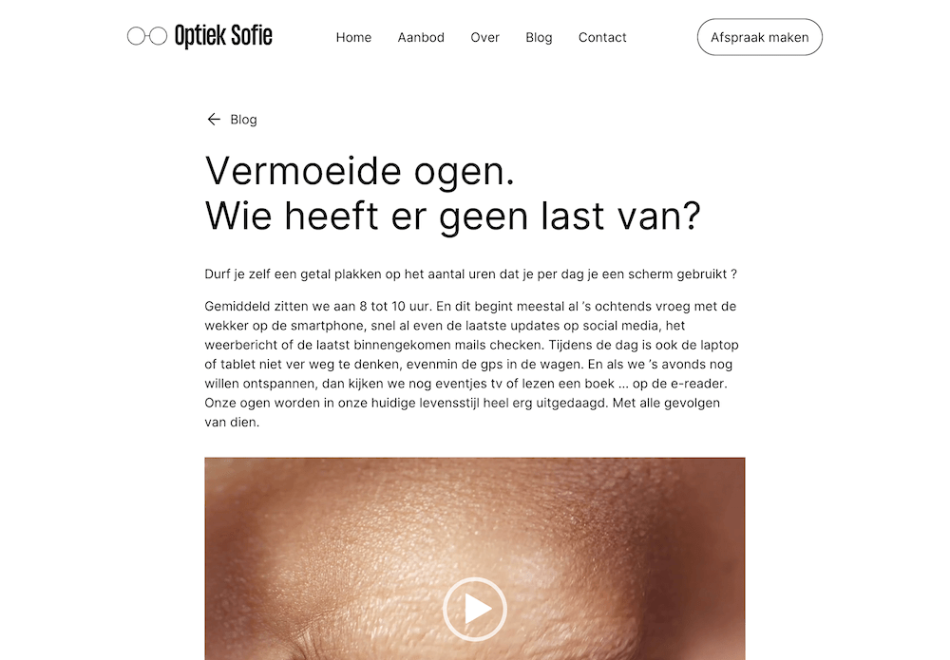 Optiek Sofie
Home Aanbod Over Blog Contact
Afspraak maken
Blog
Vermoeide ogen.
Wie heeft er geen last van?
Durf je zelf een getal plakken op het aantal uren dat je per dag je een scherm gebruikt ?
Gemiddeld zitten we aan 8 tot 10 uur. En dit begint meestal al ’s ochtends vroeg met de
wekker op de smartphone, snel al even de laatste updates op social media, het
weerbericht of de laatst binnengekomen mails checken. Tijdens de dag is ook de laptop
of tablet niet ver weg te denken, evenmin de gps in de wagen. En als we ’s avonds nog
willen ontspannen, dan kijken we nog eventjes tv of lezen een boek ... op de e-reader.
Onze ogen worden in onze huidige levensstijl heel erg uitgedaagd. Met alle gevolgen
van dien.